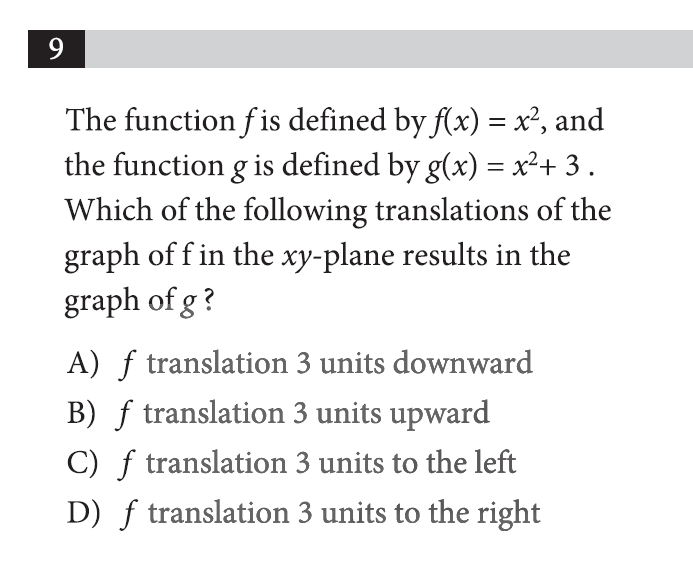 9
The function f is defined by f(x) = x², and
the function g is defined by g(x) = x²+ 3 .
Which of the following translations of the
graph of f in the xy-plane results in the
graph of g ?
A) f translation 3 units downward
B) f translation 3 units upward
C) f translation 3 units to the left
D) f translation 3 units to the right